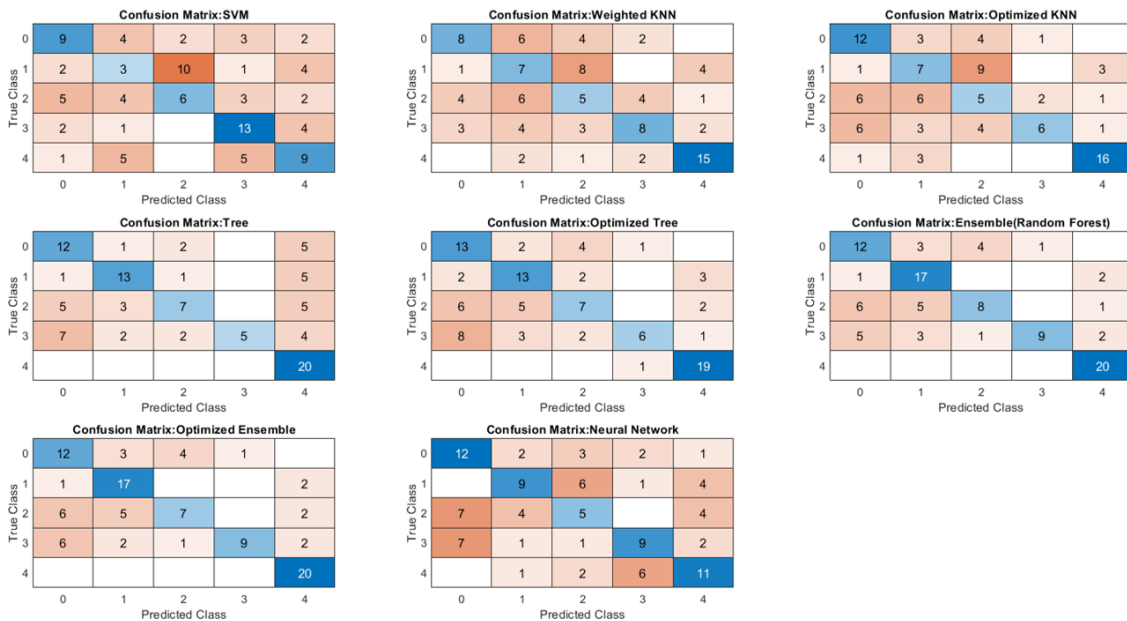 Confusion Matrix:SVM
0 9 4 2 3 2
1 2 3 10 1 4
2 5 4 6 3 2
3 2 1 13 4
4 1 5 5 9
0 1 2 3 4
Predicted Class
True Class
Confusion Matrix:Weighted KNN
0 8 6 4 2
1 1 7 8 4
2 4 6 5 4 1
3 3 4 3 8 2
4 2 1 2 15
0 1 2 3 4
Predicted Class
True Class
Confusion Matrix:Optimized KNN
0 12 3 4 1
1 1 7 9 3
2 6 6 5 2 1
3 6 3 4 6 1
4 1 3 16
0 1 2 3 4
Predicted Class
True Class
Confusion Matrix:Tree
0 12 1 2 5
1 1 13 1 5
2 5 3 7 5
3 7 2 2 5 4
4 20
0 1 2 3 4
Predicted Class
True Class
Confusion Matrix:Optimized Tree
0 13 2 4 1
1 2 13 2 3
2 6 5 7 2
3 8 3 2 6 1
4 1 19
0 1 2 3 4
Predicted Class
True Class
Confusion Matrix:Ensemble(Random Forest)
0 12 3 4 1
1 1 17 2
2 6 5 8 1
3 5 3 1 9 2
4 20
0 1 2 3 4
Predicted Class
True Class
Confusion Matrix:Optimized Ensemble
0 12 3 4 1
1 1 17 2
2 6 5 7 2
3 6 2 1 9 2
4 20
0 1 2 3 4
Predicted Class
True Class
Confusion Matrix:Neural Network
0 12 2 3 2 1
1 9 6 1 4
2 7 4 5 4
3 7 1 1 9 2
4 1 2 6 11
0 1 2 3 4
Predicted Class
True Class